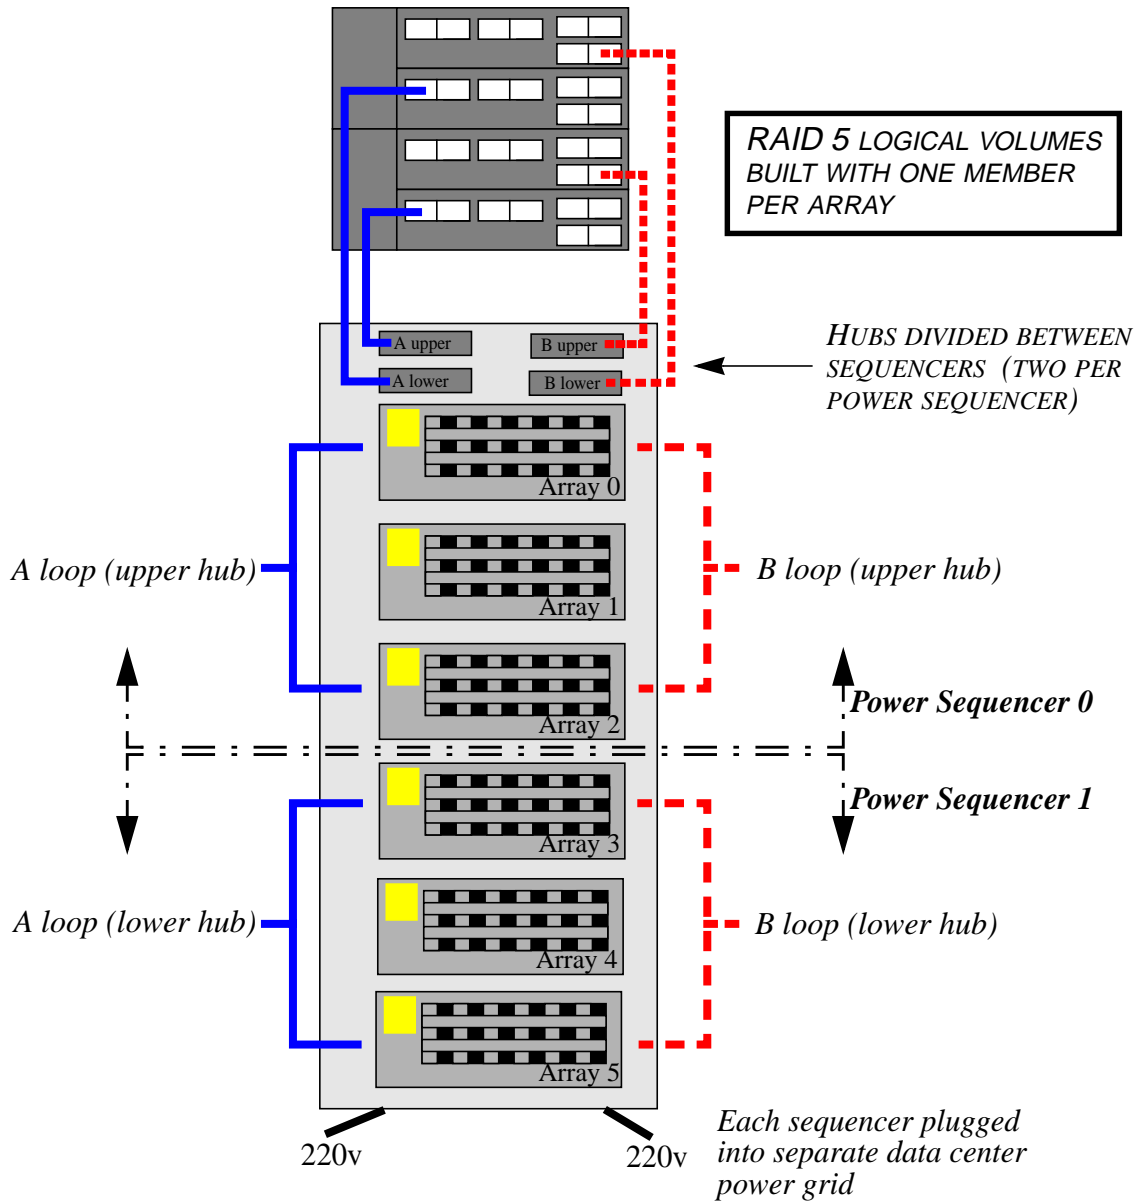 RAID 5 LOGICAL VOLUMES
BUILT WITH ONE MEMBER
PER ARRAY
HUBS DIVIDED BETWEEN
SEQUENCERS (TWO PER
POWER SEQUENCER)
A upper
B upper
A lower
B lower
Array 0
A loop (upper hub)
B loop (upper hub)
Array 1
Array 2
Power Sequencer 0
Power Sequencer 1
Array 3
A loop (lower hub)
B loop (lower hub)
Array 4
Array 5
220v
220v
Each sequencer plugged
into separate data center
power grid